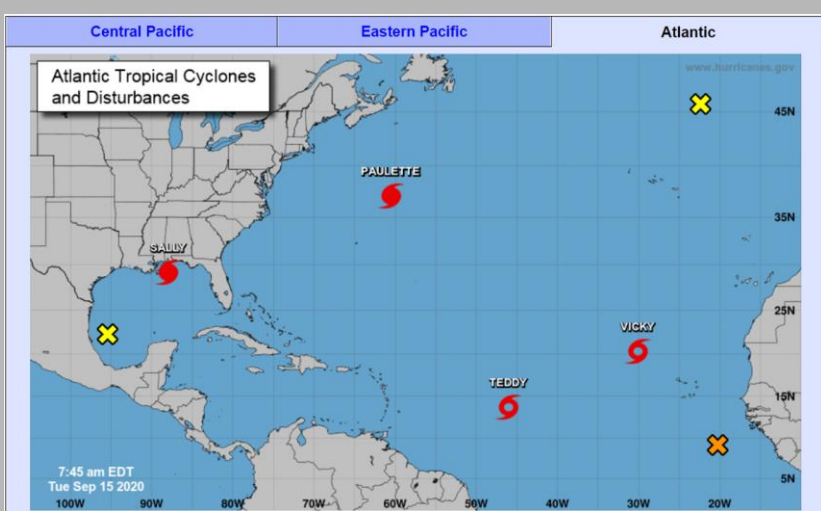 Central Pacific
Eastern Pacific
Atlantic
Atlantic Tropical Cyclones
and Disturbances
www.hurricanes.gov
45N
PAULETTE
35N
SALLY
25N
VICKY
TEDDY
15N
7:45 am EDT
Tue Sep 15 2020
5N
100W 90W 80W 70W 60W 50W 40W 30W 20W